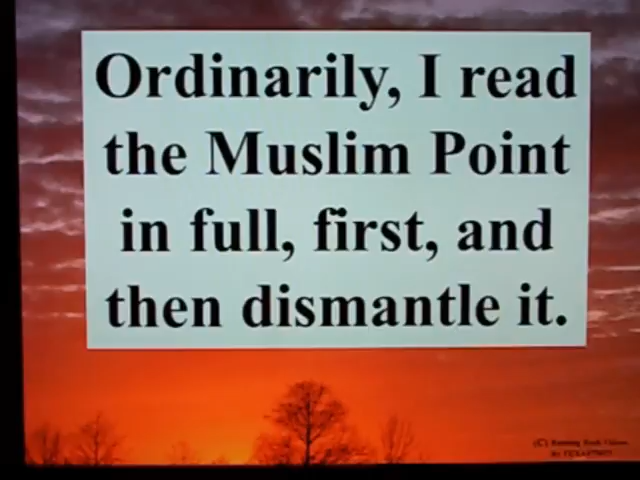 Ordinarily, I read
the Muslim Point
in full, first, and
then dismantle it.
(C)